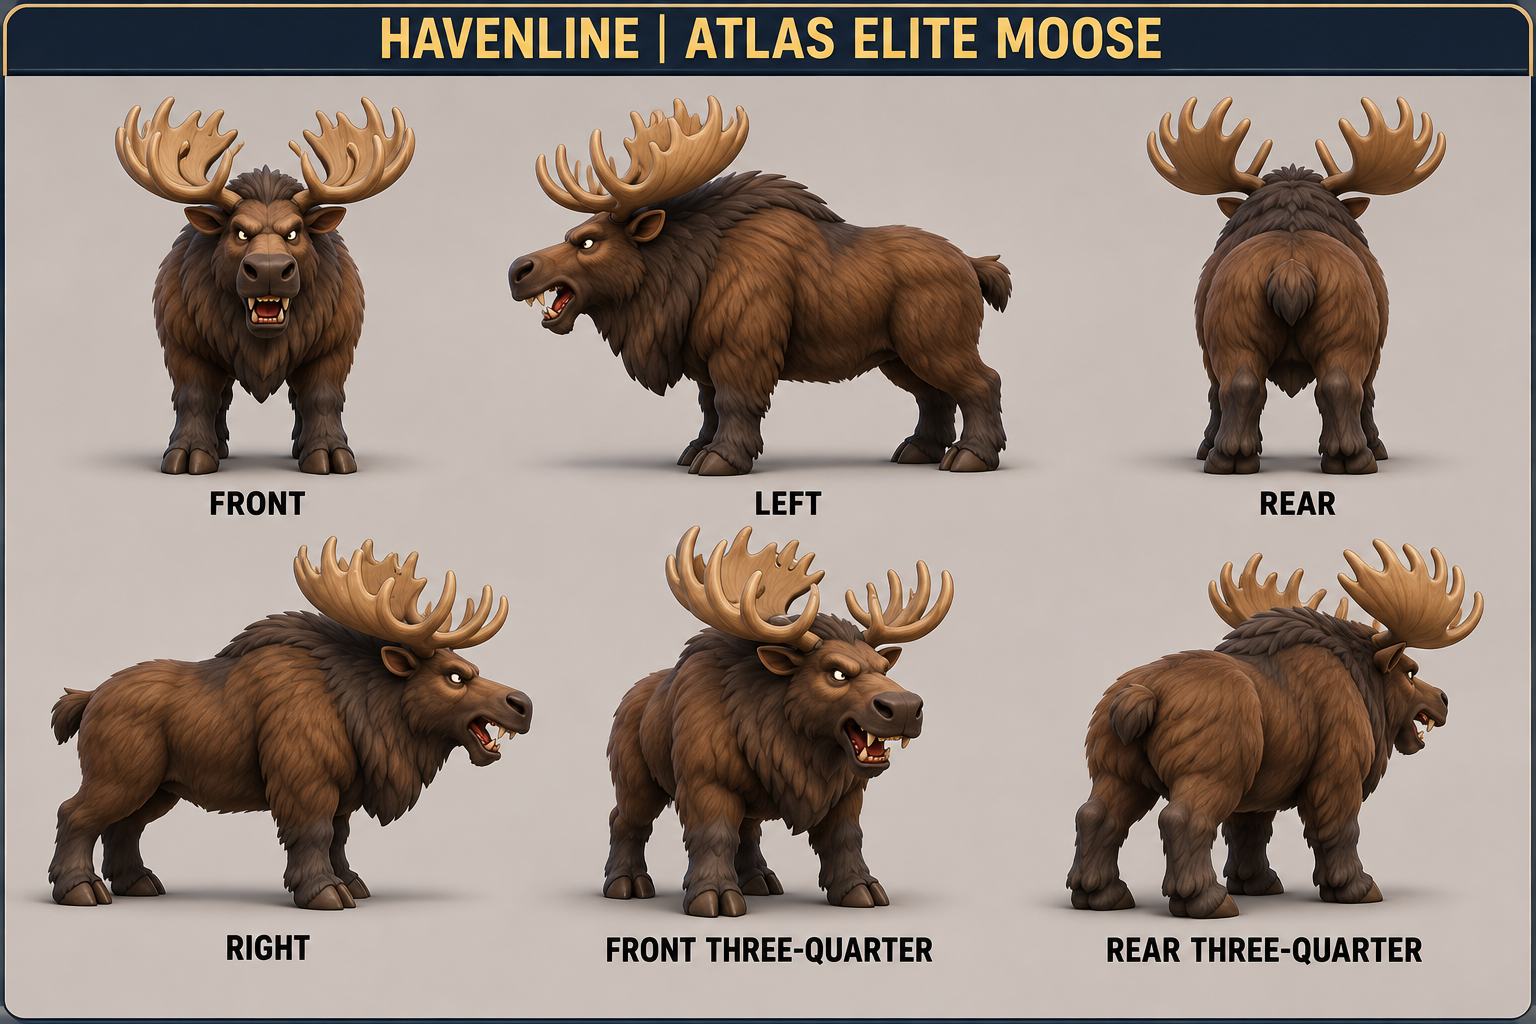 HAVENLINE | ATLAS ELITE MOOSE
FRONT
LEFT
REAR
RIGHT
FRONT THREE-QUARTER
REAR THREE-QUARTER